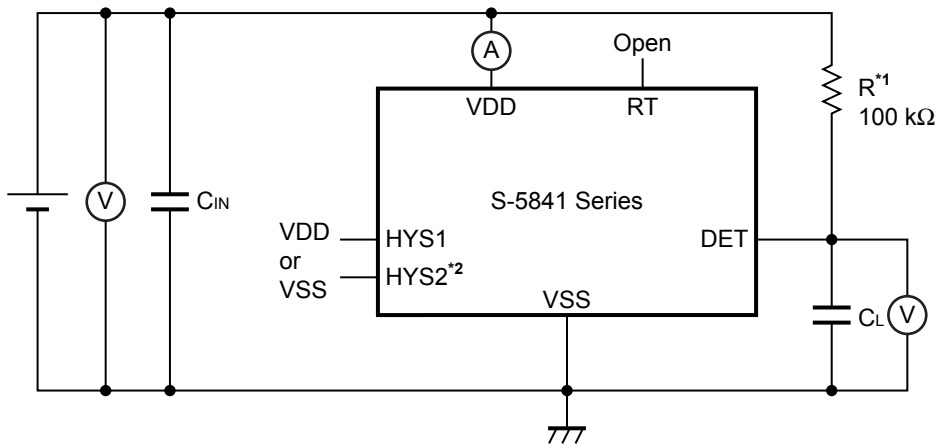 A
Open
R*1
100 kΩ
VDD
RT
V
CIN
S-5841 Series
VDD
or
VSS
HYS1
HYS2*2
DET
VSS
CL
V